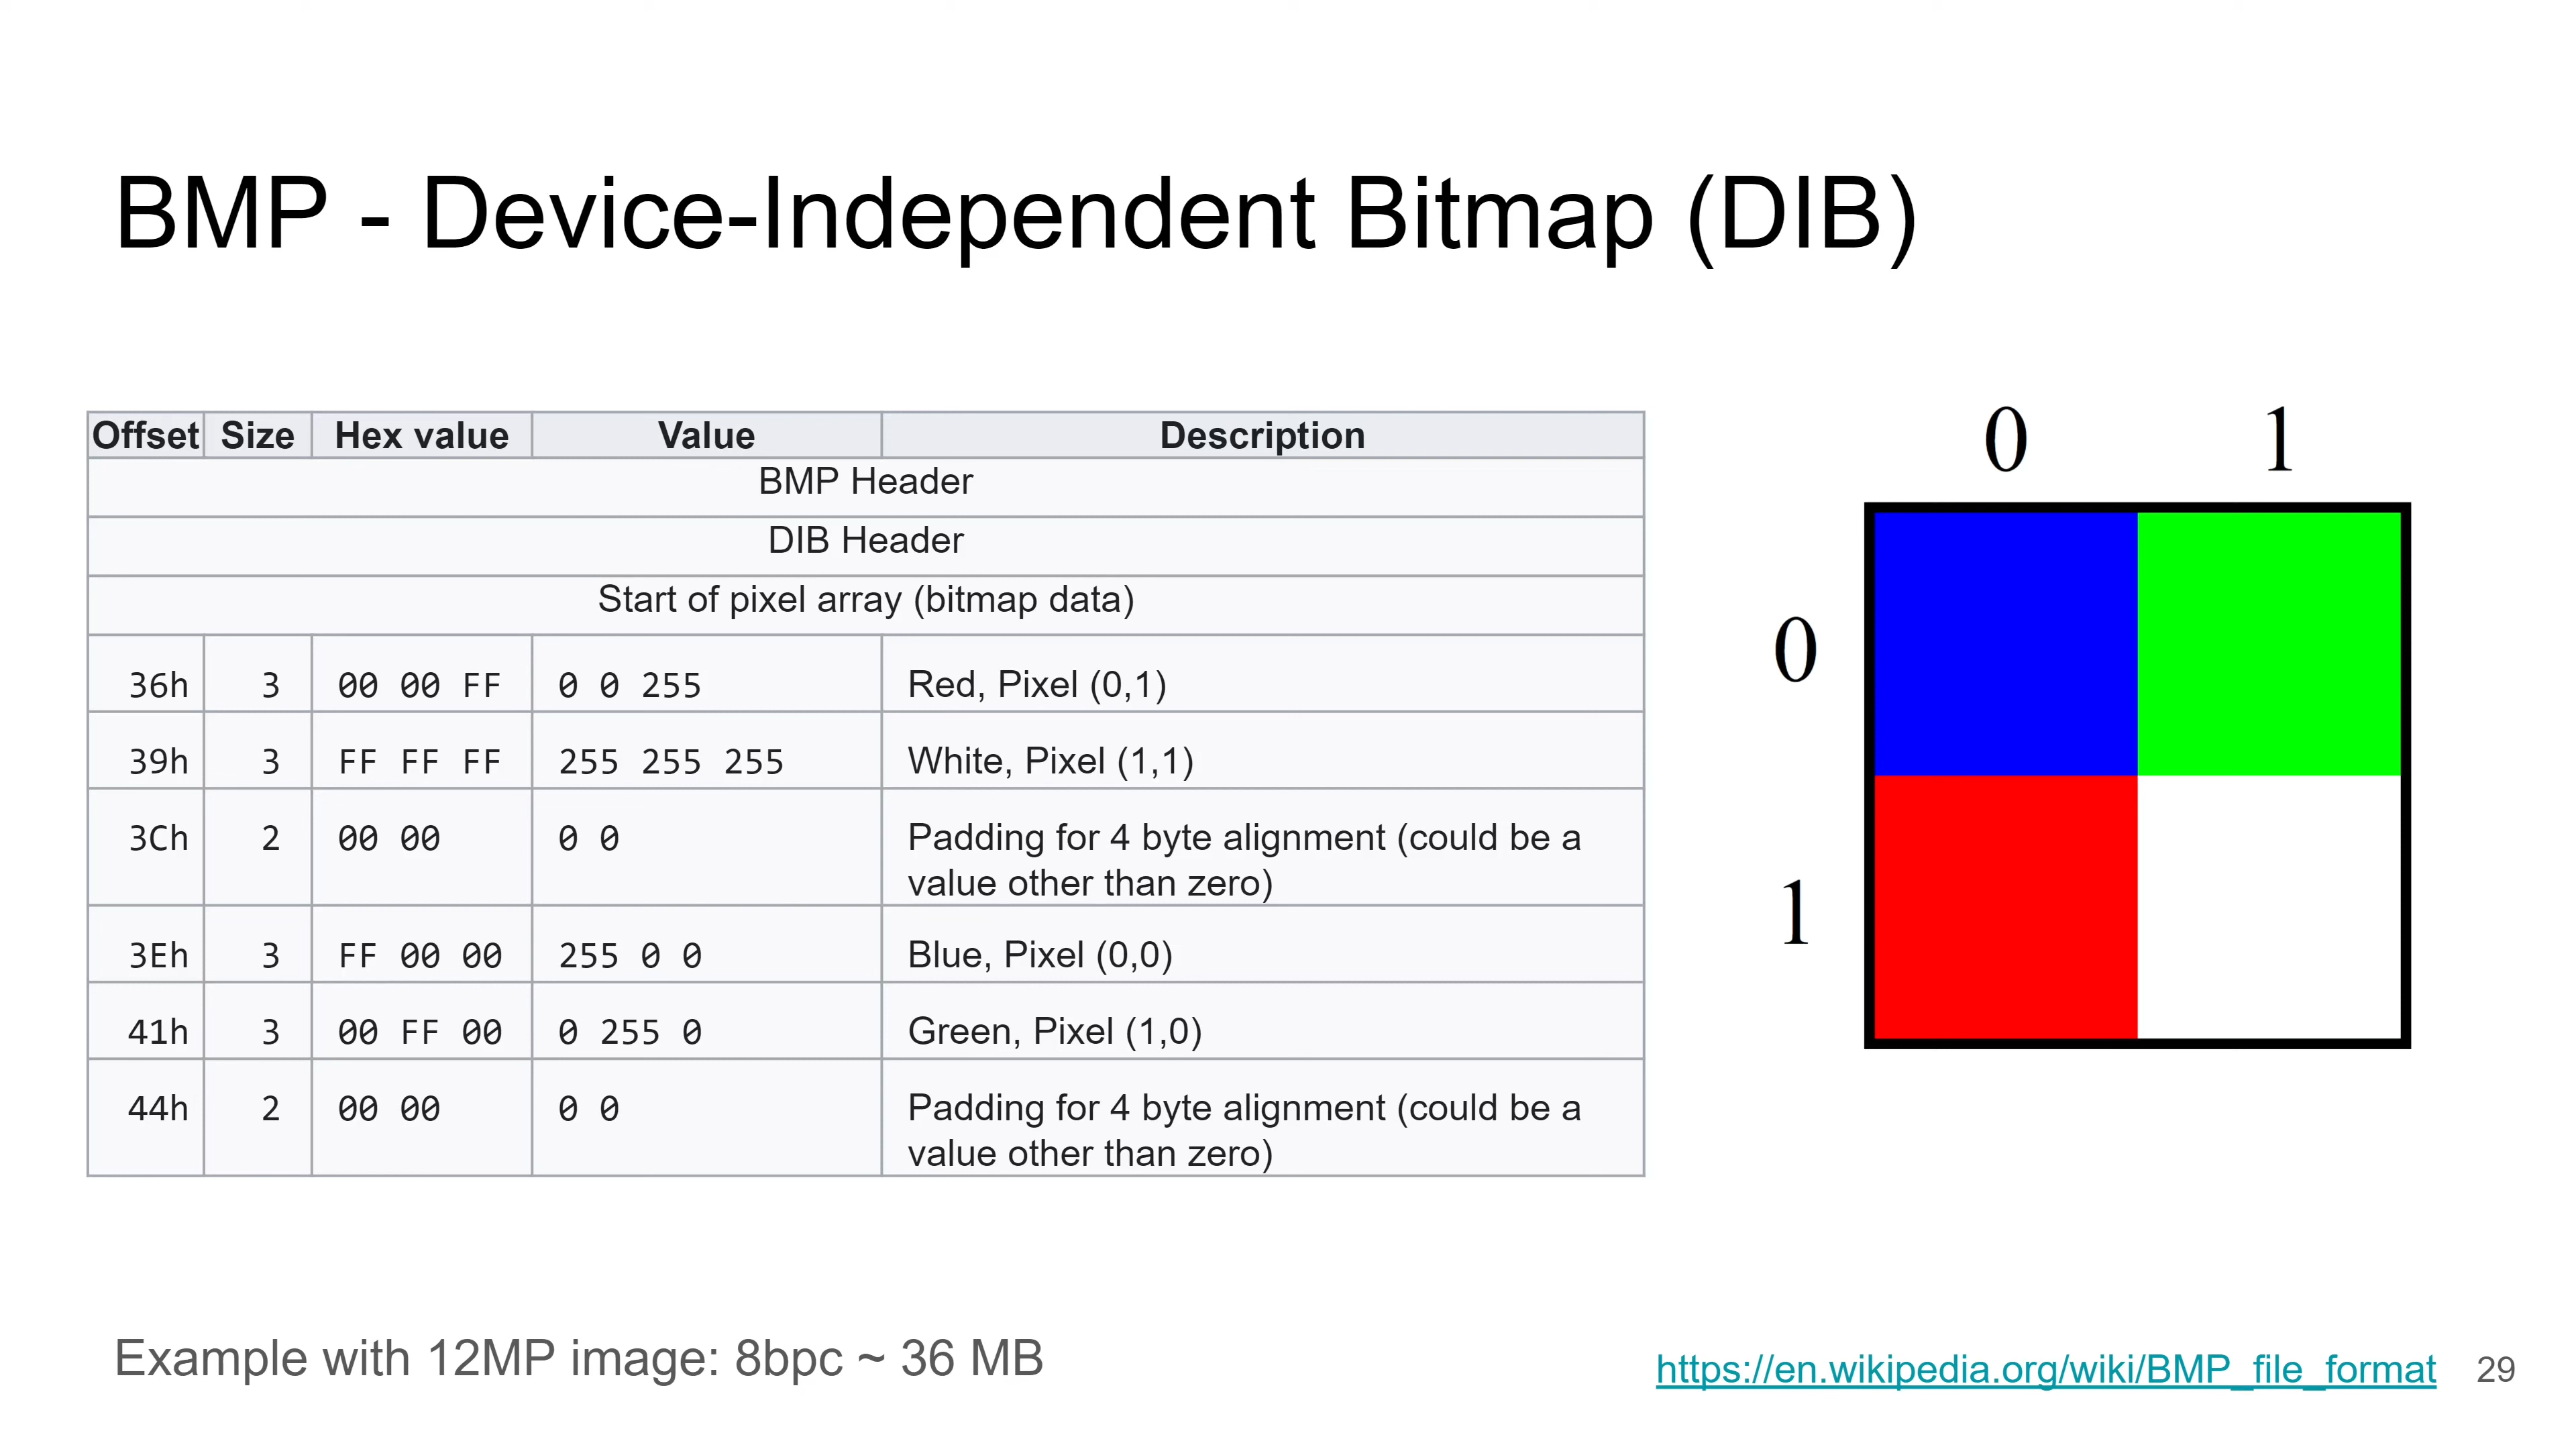 BMP - Device-Independent Bitmap (DIB)
Offset Size Hex value Value Description
BMP Header
DIB Header
Start of pixel array (bitmap data)
36h 3 00 00 FF 0 0 255 Red, Pixel (0,1)
39h 3 FF FF FF 255 255 255 White, Pixel (1,1)
3Ch 2 00 00 0 0 Padding for 4 byte alignment (could be a
value other than zero)
3Eh 3 FF 00 00 255 0 0 Blue, Pixel (0,0)
41h 3 00 FF 00 0 255 0 Green, Pixel (1,0)
44h 2 00 00 0 0 Padding for 4 byte alignment (could be a
value other than zero)
0 1
0
1
Example with 12MP image: 8bpc ~ 36 MB
https://en.wikipedia.org/wiki/BMP_file_format 29